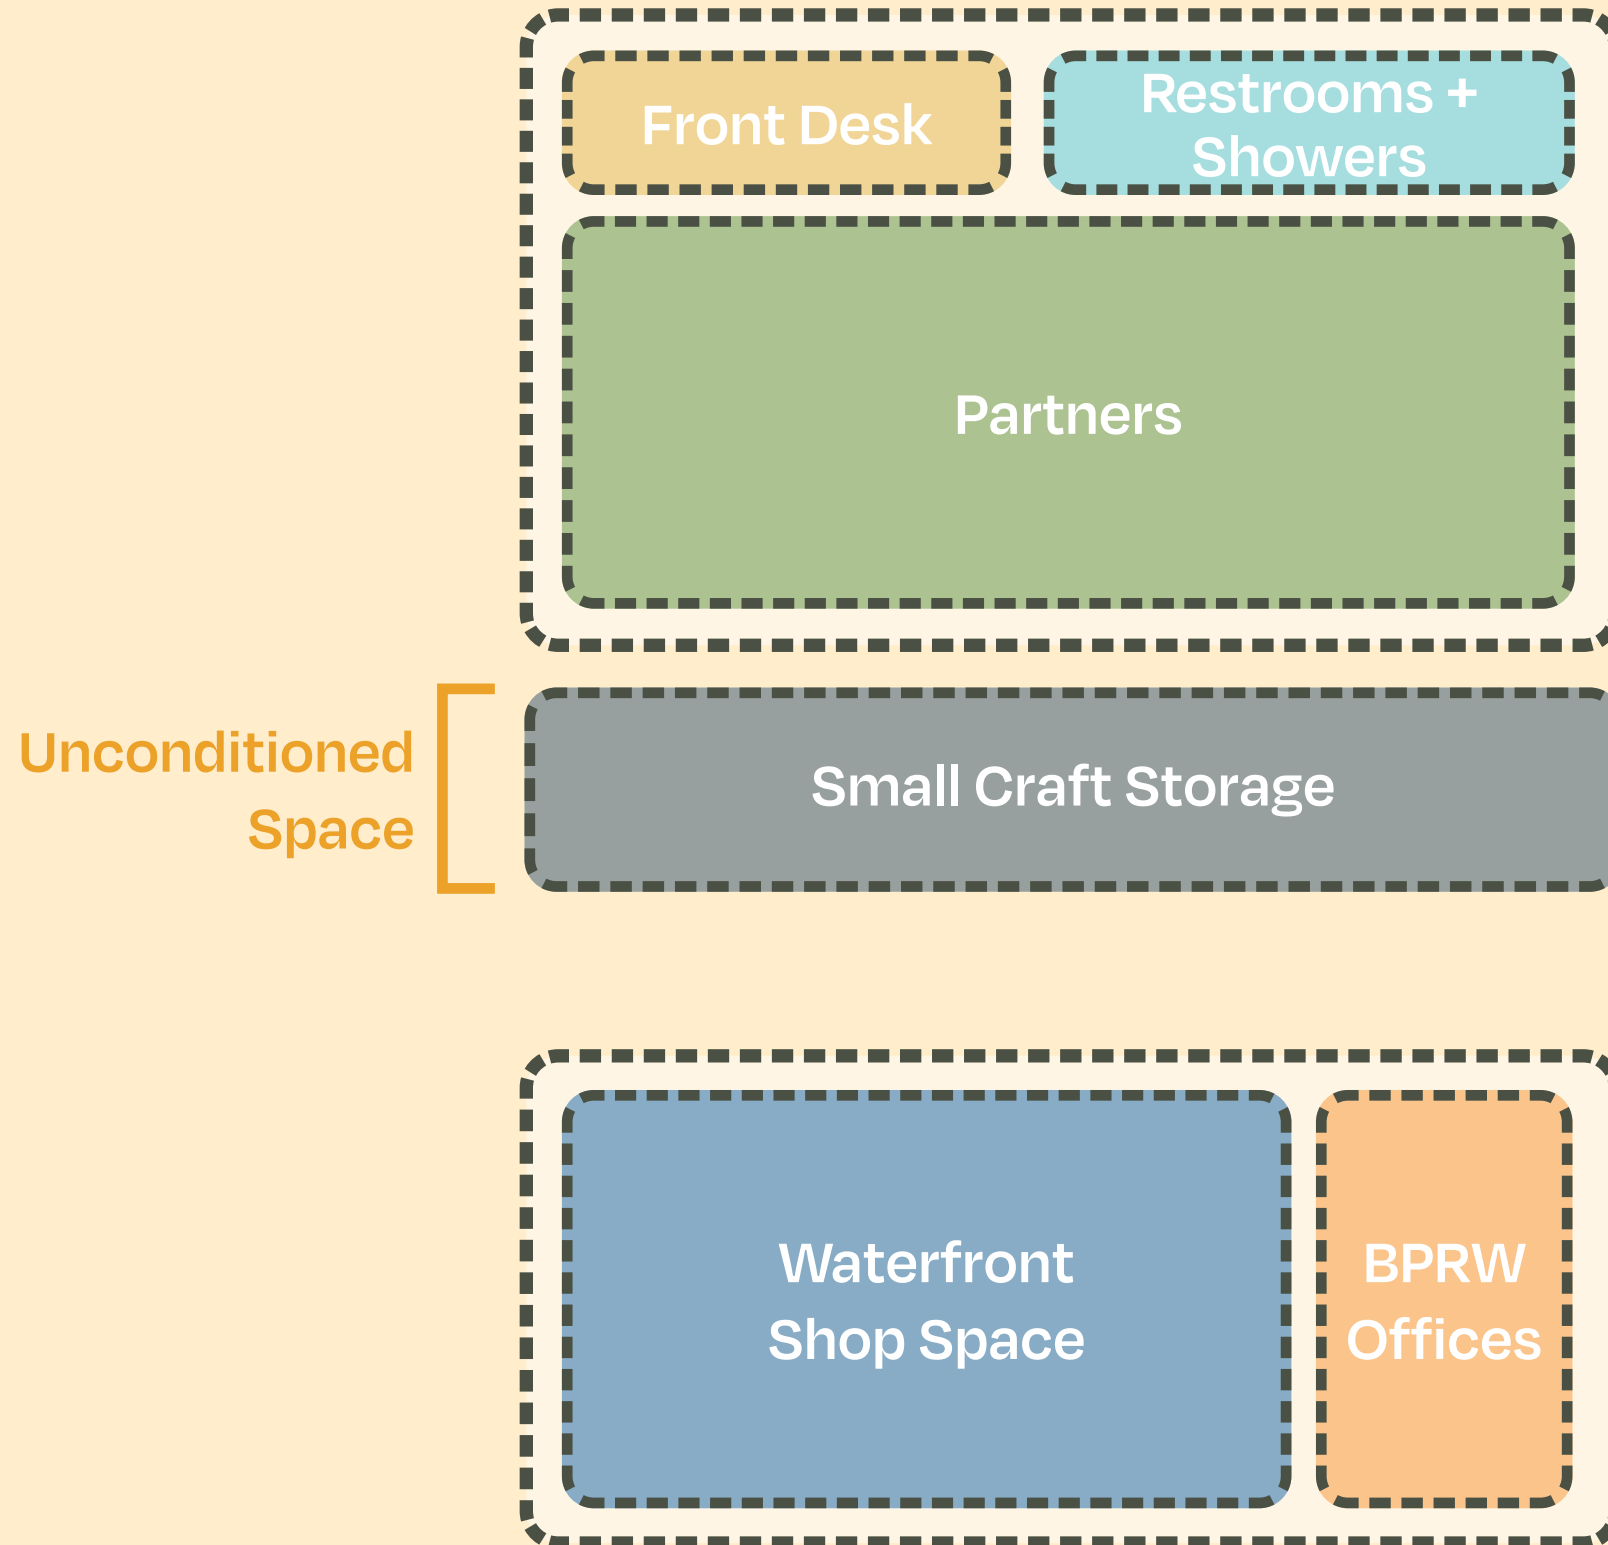 Front Desk
Restrooms +
Showers
Partners
Unconditioned
Space
Small Craft Storage
Waterfront
Shop Space
BPRW
Offices